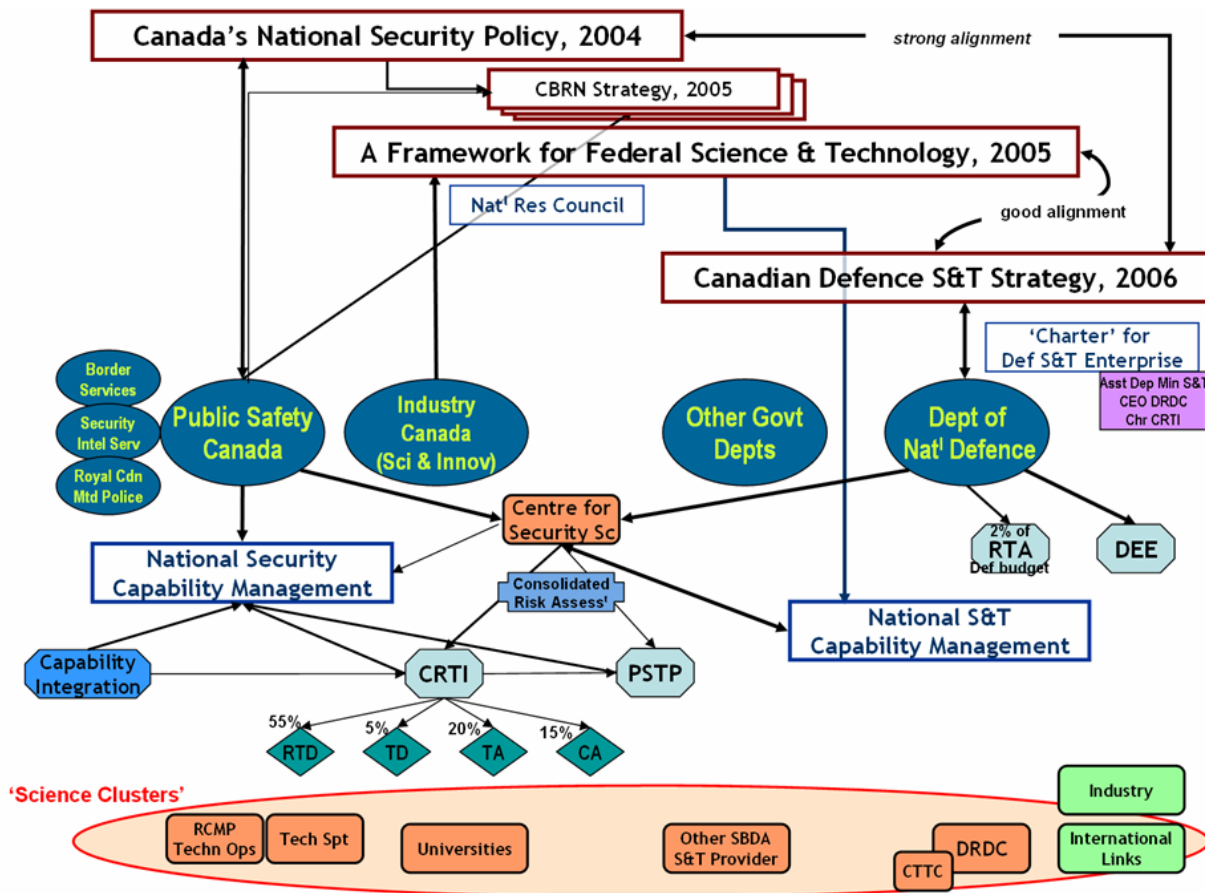 Canada's National Security Policy, 2004
strong alignment
CBRN Strategy, 2005
A Framework for Federal Science & Technology, 2005
Nat' Res Council
good alignment
Canadian Defence S&T Strategy, 2006
'Charter' for
Def S&T Enterprise
Asst Dep Min S&T
CEO DRDC
Chr CRTI
Border
Services
Security
Intel Serv
Royal Cdn
Mtd Police
Public Safety
Canada
Industry
Canada
(Sci & Innov)
Other Govt
Depts
Dept of
Nat' Defence
Centre for
Security Sc
2% of
RTA
Def budget
DEE
National Security
Capability Management
Consolidated
Risk Assess'
National S&T
Capability Management
Capability
Integration
CRTI
PSTP
55%
5%
20%
15%
RTD
TD
TA
CA
'Science Clusters'
Industry
RCMP
Techn Ops
Tech Spt
Universities
Other SBDA
S&T Provider
DRDC
CTTC
International
Links